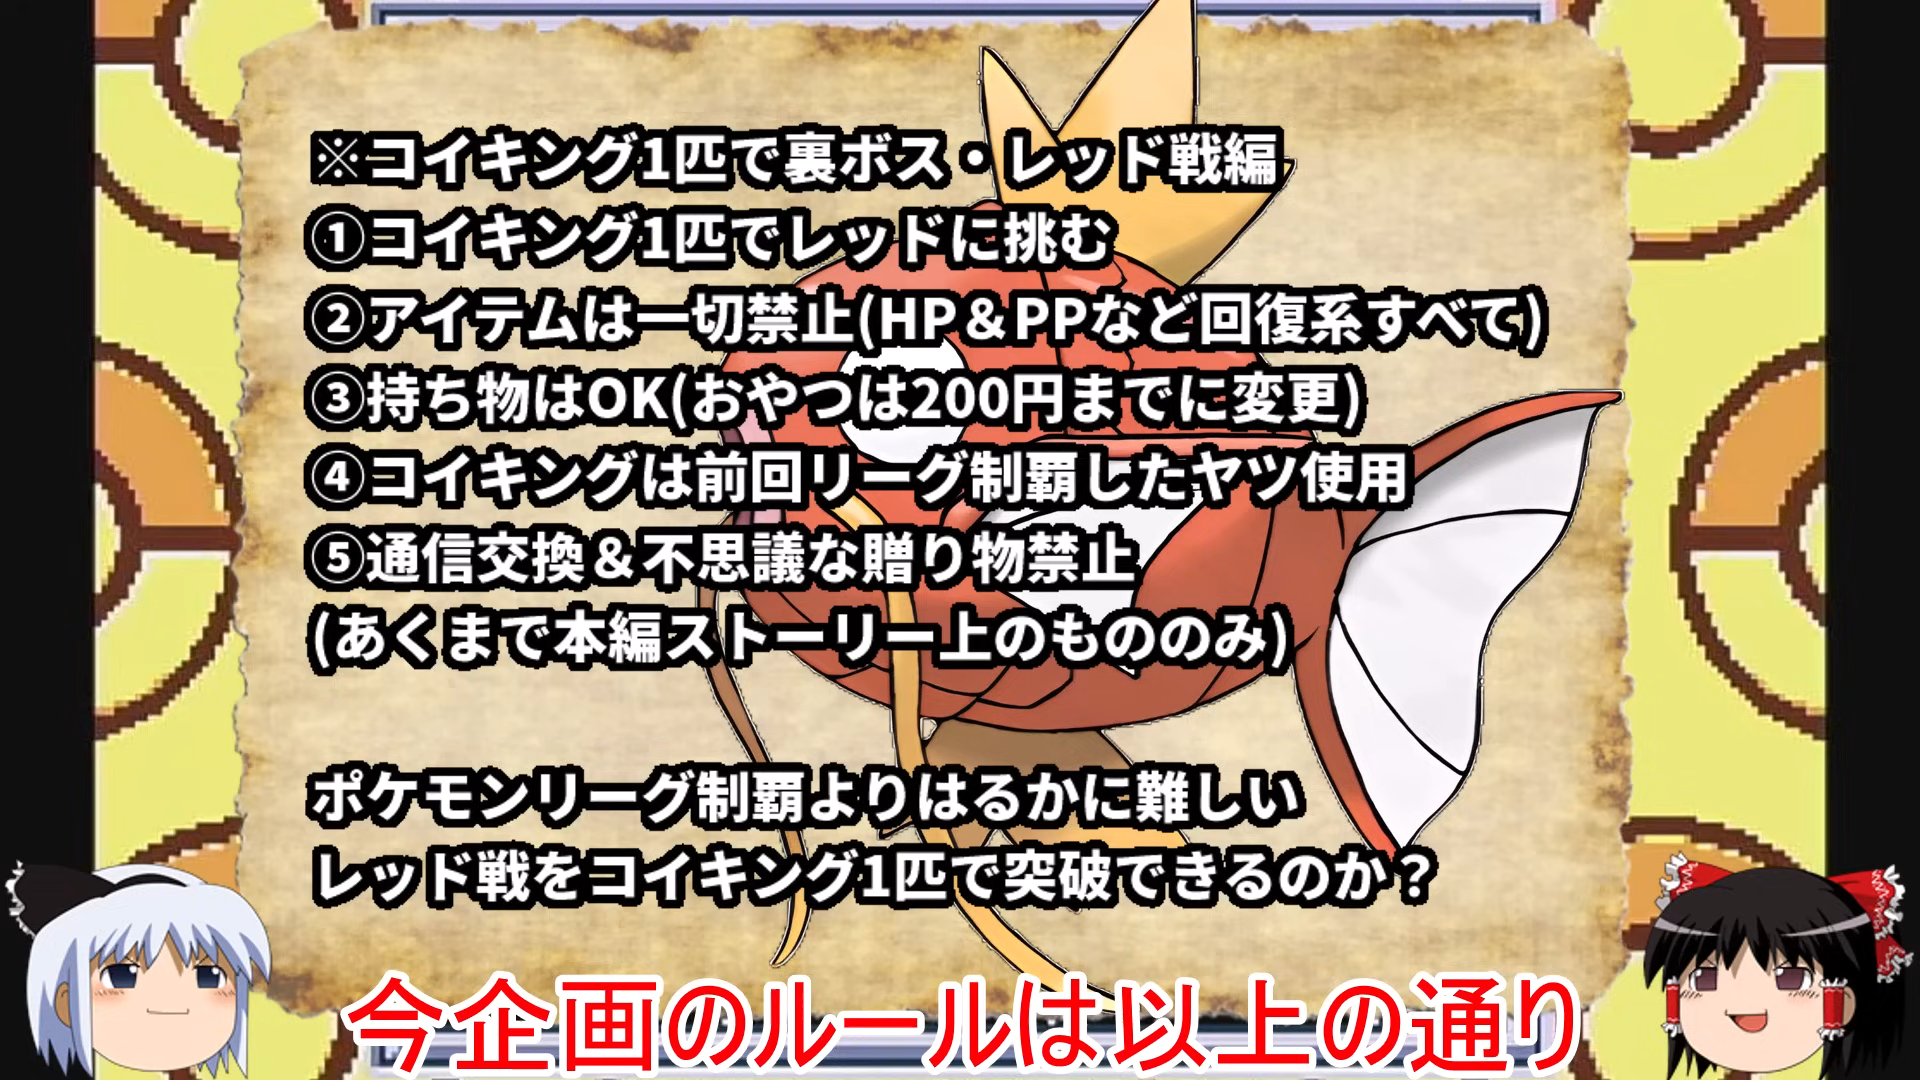 ※コイキング1匹で裏ボス・レッド戦編
①コイキング1匹でレッドに挑む
②アイテムは一切禁止(HP＆PPなど回復系すべて)
③持ち物はOK(おやつは200円までに変更)
④コイキングは前回リーグ制覇したヤツ使用
⑤通信交換＆不思議な贈り物禁止
(あくまで本編ストーリー上のもののみ)
ポケモンリーグ制覇よりはるかに難しい
レッド戦をコイキング1匹で突破できるのか？
今企画のルールは以上の通り